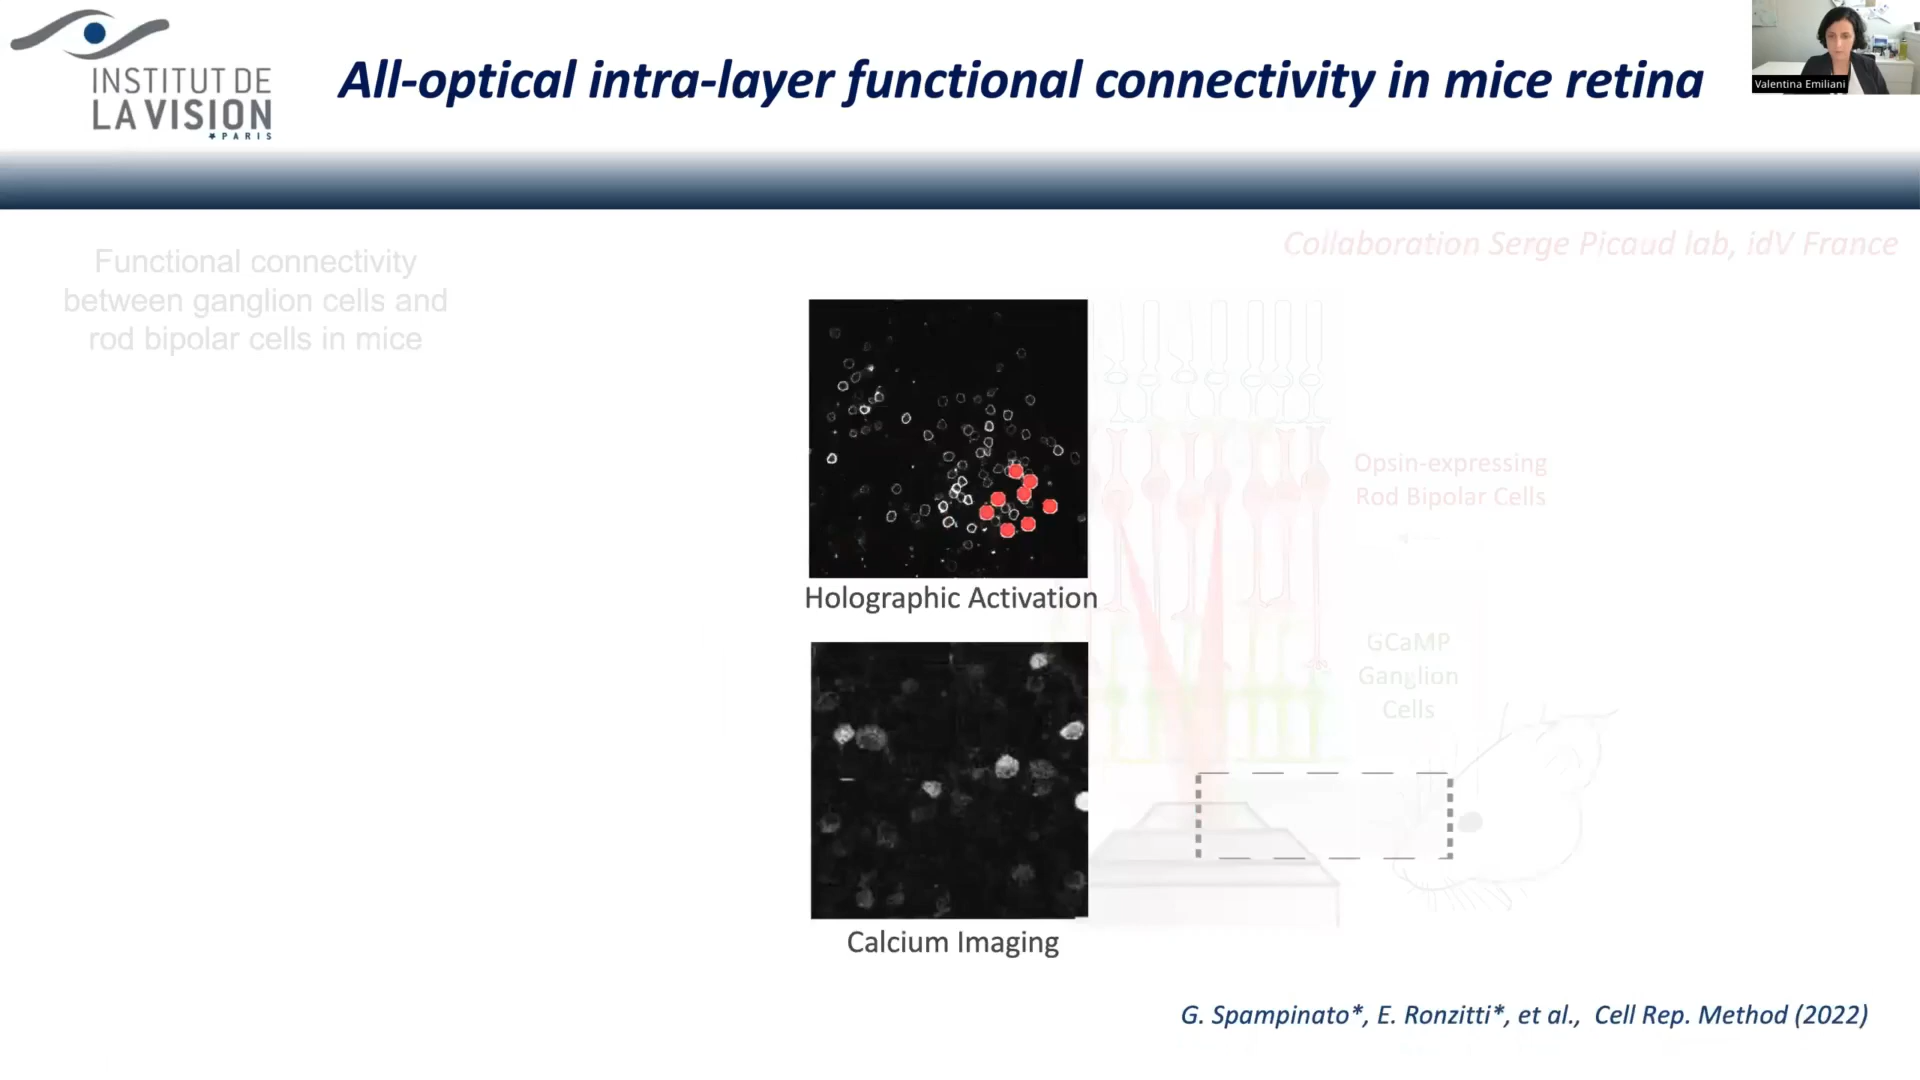 INSTITUT DE
LA VISION
PARIS
All-optical intra-layer functional connectivity in mice retina
Valentina Emiliani
Functional connectivity
between ganglion cells and
rod bipolar cells in mice
Collaboration Serge Picaud lab, idV France
Opsin-expressing
Rod Bipolar Cells
Holographic Activation
GCaMP
Ganglion
Cells
Calcium Imaging
G. Spampinato*, E. Ronzitti*, et al., Cell Rep. Method (2022)